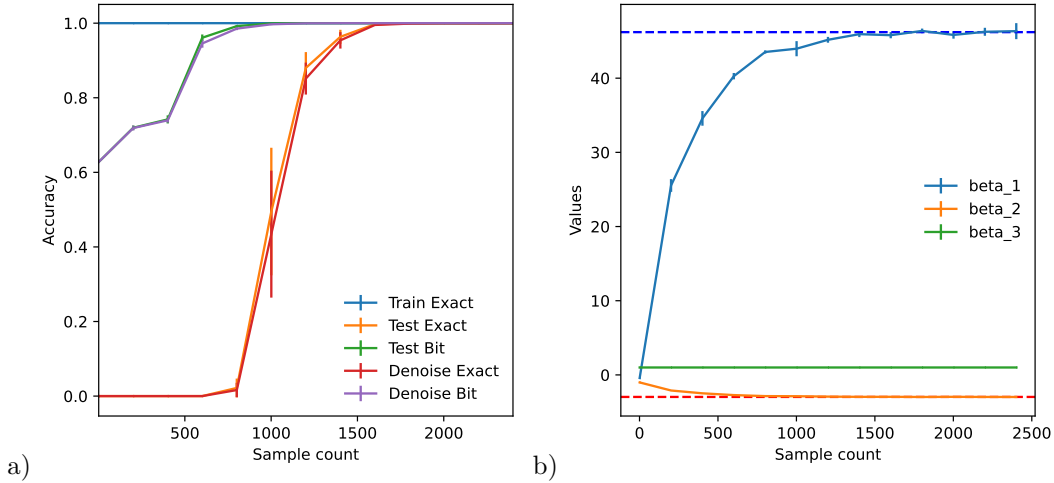 1.0
0.8
0.6
0.4
0.2
0.0
Accuracy
500
1000
1500
2000
Sample count
Train Exact
Test Exact
Test Bit
Denoise Exact
Denoise Bit
a)
40
30
20
10
0
Values
0
500
1000
1500
2000
2500
Sample count
beta_1
beta_2
beta_3
b)